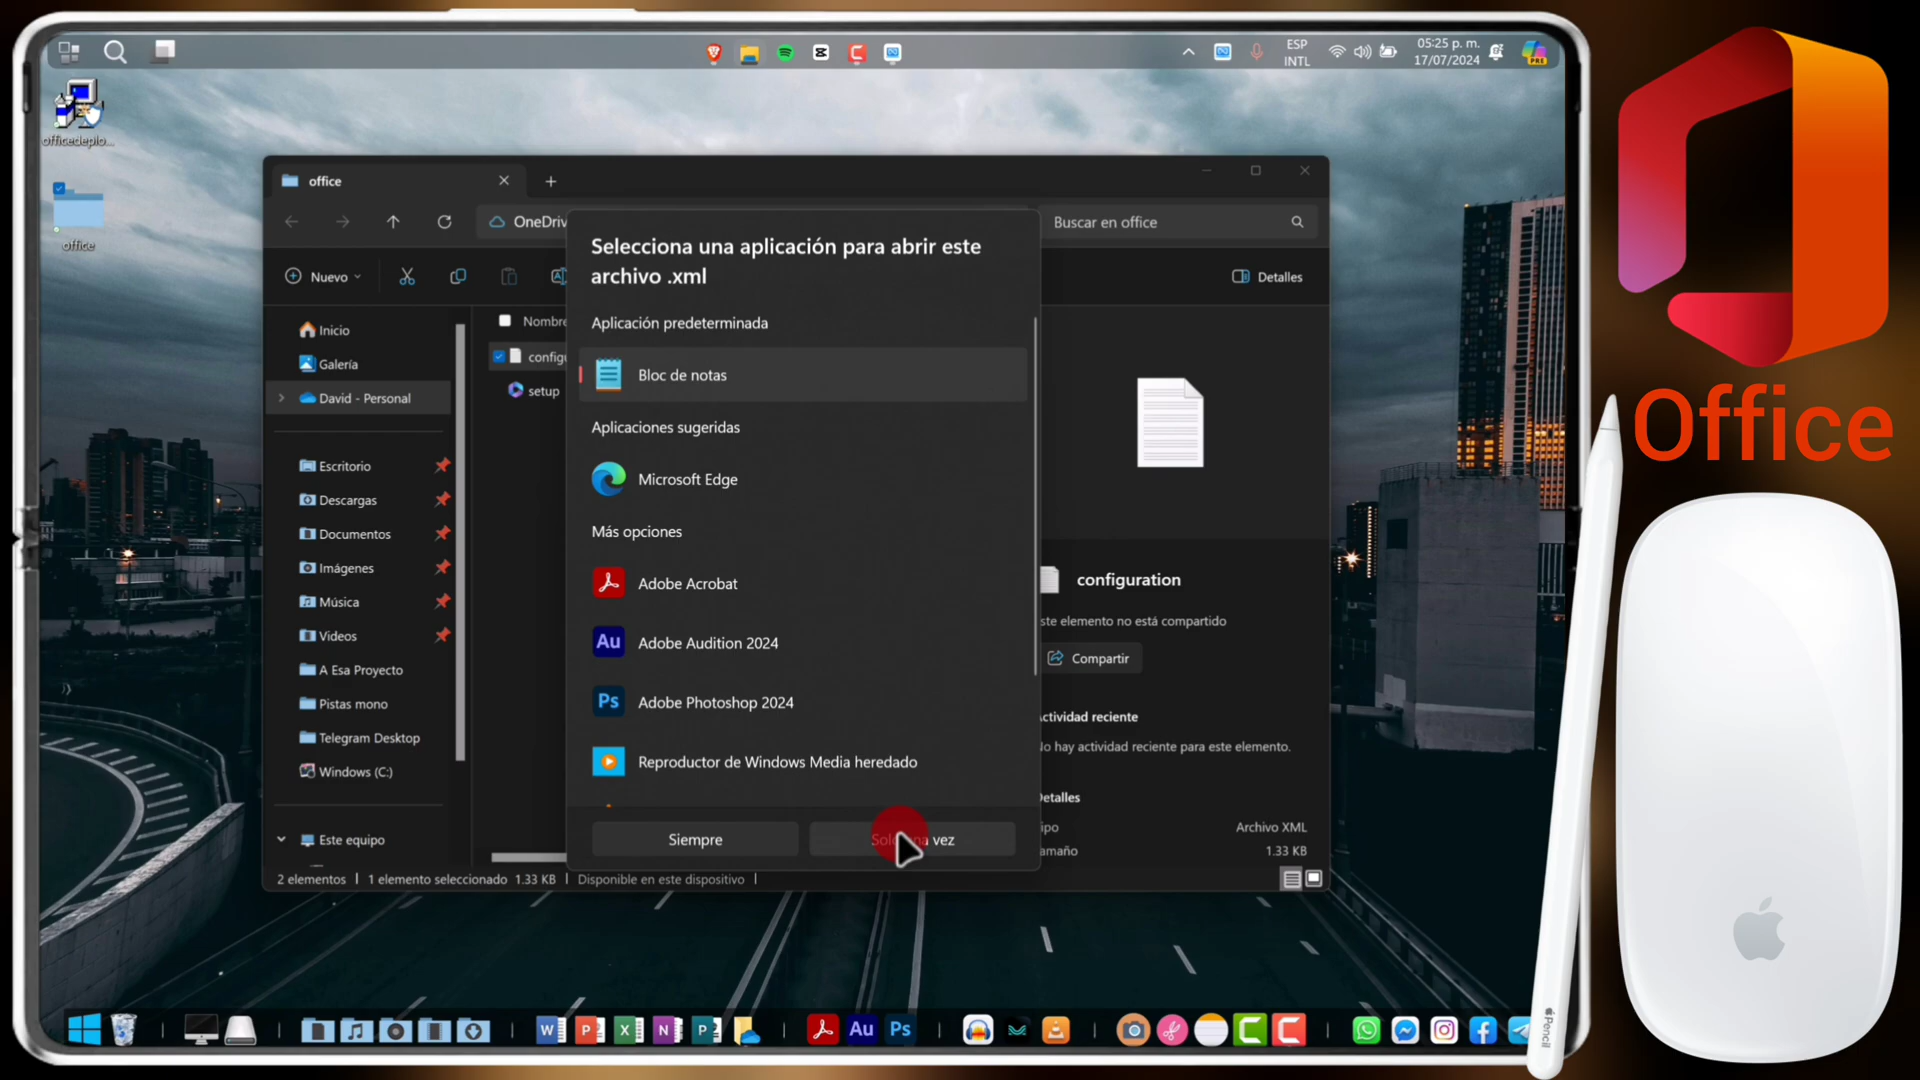 ESP
INTL
05:25 p. m.
17/07/2024
PRE
officedeplo...
office
office
OneDriv
Buscar en office
Nuevo
Detalles
Selecciona una aplicación para abrir este
archivo .xml
Aplicación predeterminada
Bloc de notas
Aplicaciones sugeridas
Microsoft Edge
Más opciones
Adobe Acrobat
Au
Adobe Audition 2024
Ps
Adobe Photoshop 2024
Reproductor de Windows Media heredado
Siempre
vez
Inicio
Galería
David - Personal
Escritorio
Descargas
Documentos
Imágenes
Música
Videos
A Esa Proyecto
Pistas mono
Telegram Desktop
Windows (C:)
Este equipo
Nombre
config
setup
configuration
ste elemento no está compartido
Compartir
Actividad reciente
No hay actividad reciente para este elemento.
Detalles
ipo
Archivo XML
amaño
1.33 KB
2 elementos
1 elemento seleccionado
1.33 KB
Disponible en este dispositivo
W
P
X
N
P
Au
Ps
Office
Pencil